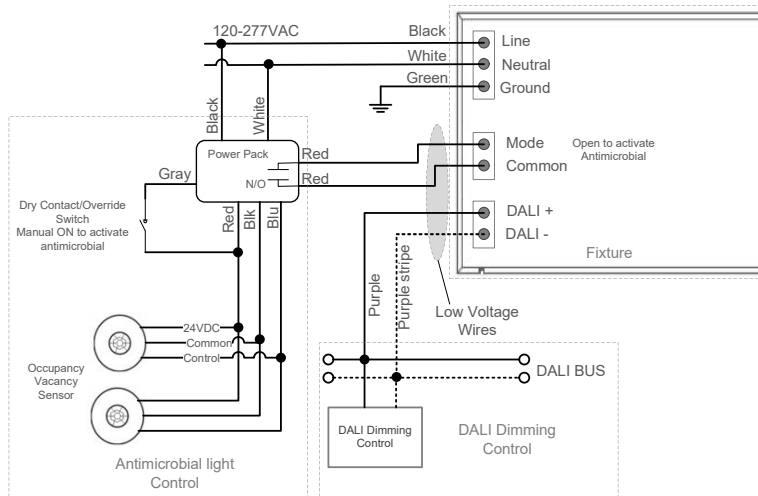 120-277VAC
Black
Line
White
Neutral
Green
Ground
Black
White
Power Pack
N/O
Red
Red
Mode
Common
Open to activate
Antimicrobial
Gray
Dry Contact/Override
Switch
Manual ON to activate
antimicrobial
Red
Blk
Blu
DALI +
DALI -
Fixture
Purple
Purple stripe
Low Voltage
Wires
24VDC
Common
Control
Occupancy
Vacancy
Sensor
DALI BUS
DALI Dimming
Control
DALI Dimming
Control
Antimicrobial light
Control